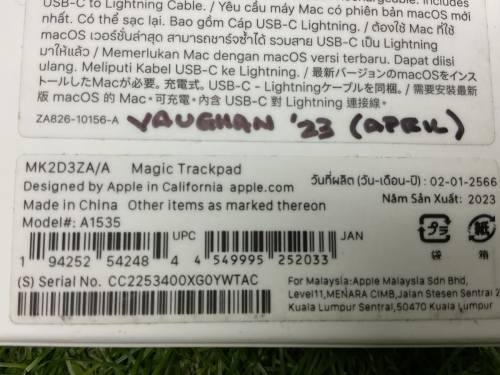 USB-C to Lightning Cable. / Yêu cầu máy Mac có phiên bản macOS mới
nhất. Có thể sạc lại. Bao gồm Cáp USB-C Lightning. / ต้องใช้ Mac ที่ใช้
macOS เวอร์ชั่นล่าสุด สามารถชาร์จซ้ำได้ รวมสาย USB-C เป็น Lightning
มาให้แล้ว / Memerlukan Mac dengan macOS versi terbaru. Dapat diisi
ulang. Meliputi Kabel USB-C ke Lightning. / 最新バージョンのmacOSをインス
トールしたMacが必要。充電式。USB-C - Lightningケーブルを同梱。/ 需要安裝最新
版 macOS 的 Mac・可充電・內含 USB-C 對 Lightning 連接線。
ZA826-10156-A VAUGHAN '23 (APRIL)
MK2D3ZA/A Magic Trackpad
Designed by Apple in California apple.com
Made in China Other items as marked thereon
Model#: A1535
วันที่ผลิต (วัน-เดือน-ปี) : 02-01-2566
Năm Sản Xuất: 2023
UPC
1 94252 54248 4
JAN
4 549995 252033
袋 箱
(S) Serial No. CC2253400XG0YWTAC
For Malaysia:Apple Malaysia Sdn Bhd,
Level11,MENARA CIMB,Jalan Stesen Sentral 2
Kuala Lumpur Sentral,50470 Kuala Lumpur